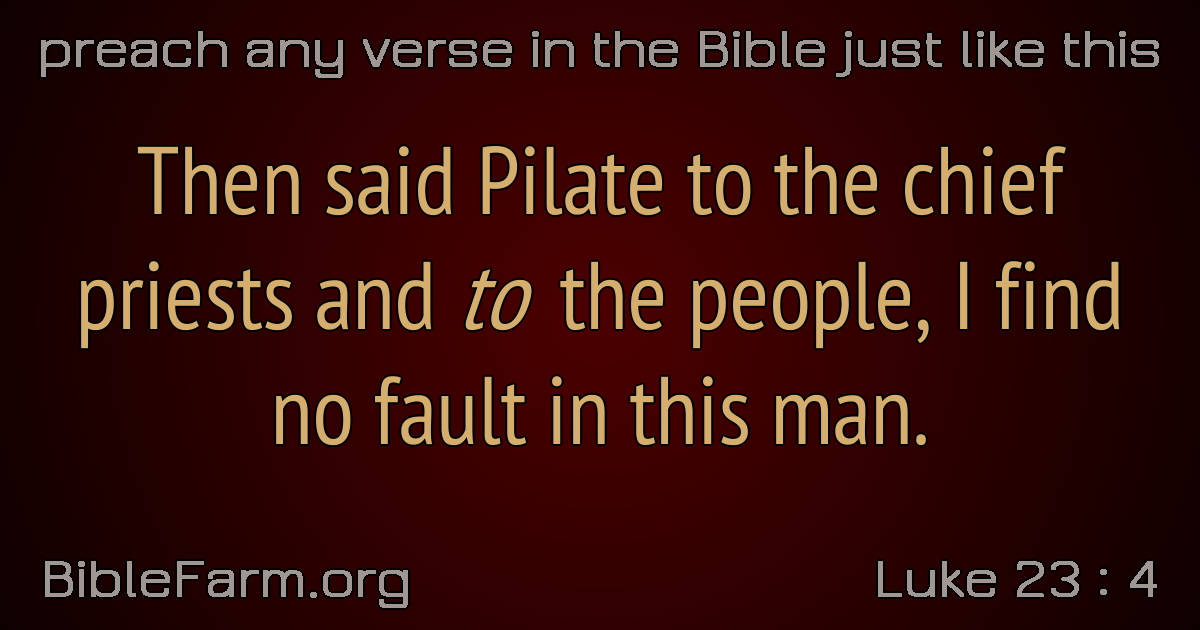 preach any verse in the Bible just like this
Then said Pilate to the chief
priests and to the people, I find
no fault in this man.
BibleFarm.org
Luke 23 : 4